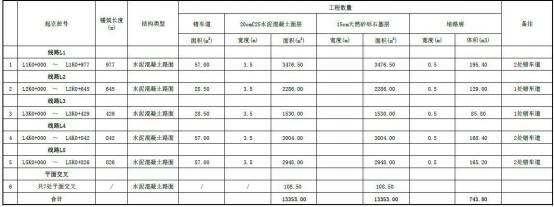 起讫桩号 铺筑长度(m) 结构类型 工程数量 备注
错车道 20cmC25水泥混凝土面层 15cm天然砂砾石基层 培路肩
面积(m²) 宽度(m) 面积(m²) 宽度(m) 面积(m²) 宽度(m) 体积(m3)
线路L1
1 L1K0+000 ~ L1K0+977 977 水泥混凝土路面 57.00 3.5 3476.50 3476.50 0.5 195.40 2处错车道
线路L2
2 L2K0+000 ~ L2K0+645 645 水泥混凝土路面 28.50 3.5 2286.00 2286.00 0.5 129.00 1处错车道
线路L3
3 L3K0+000 ~ L3K0+429 429 水泥混凝土路面 28.50 3.5 1530.00 1530.00 0.5 85.80 1处错车道
线路L4
4 L4K0+000 ~ L4K0+842 842 水泥混凝土路面 57.00 3.5 3004.00 3004.00 0.5 168.40 2处错车道
线路L5
5 L5K0+000 ~ L5K0+826 826 水泥混凝土路面 57.00 3.5 2948.00 2948.00 0.5 165.20 2处错车道
平面交叉
6 共7处平面交叉 / 水泥混凝土路面 / / 108.50 108.50
合计 13353.00 13353.00 743.80